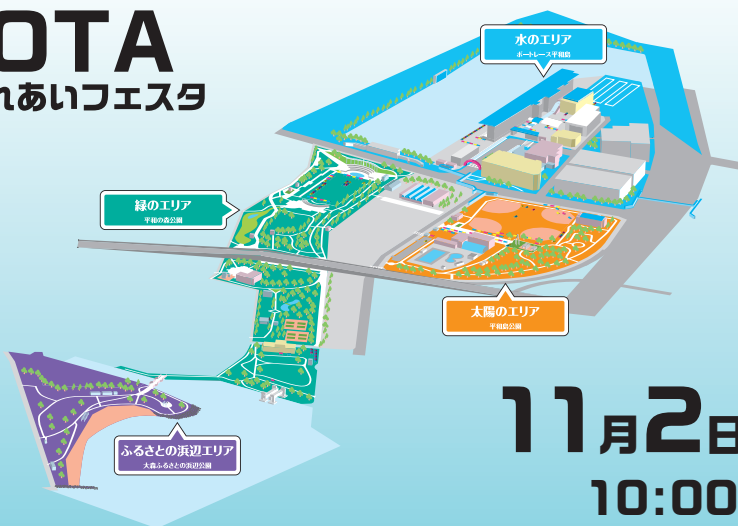 OTA
れあいフェスタ
水のエリア
ボートレース平和島
緑のエリア
平和の森公園
太陽のエリア
平和島公園
ふるさとの浜辺エリア
大森ふるさとの浜辺公園
11月2日
10:00